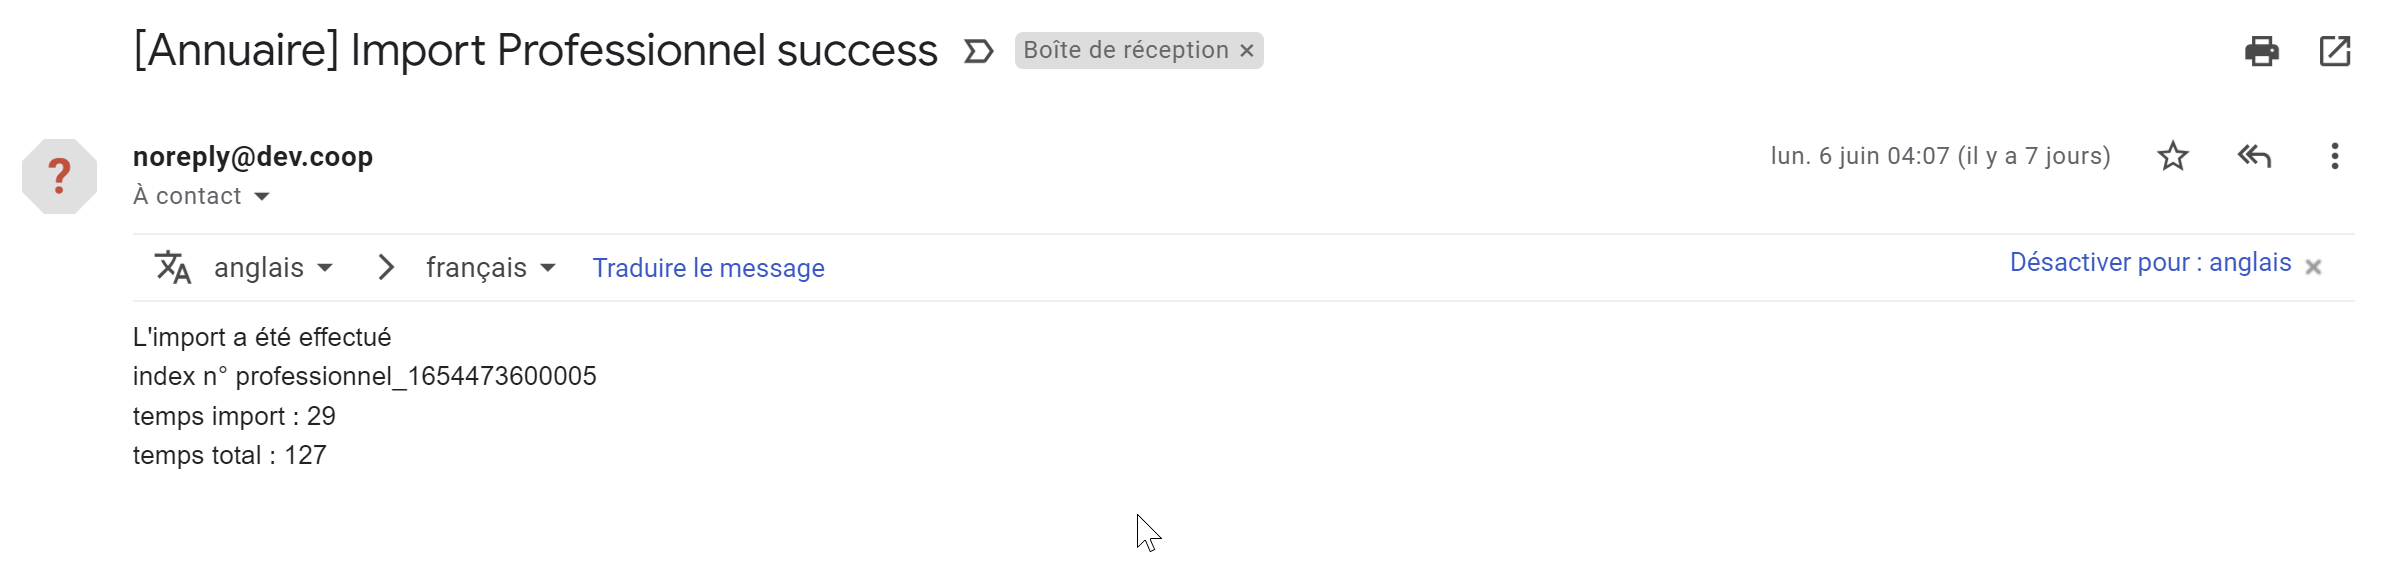 [Annuaire] Import Professionnel success
Boîte de réception
?
noreply@dev.coop
lun. 6 juin 04:07 (il y a 7 jours)
À contact
anglais
français
Traduire le message
Désactiver pour : anglais
L'import a été effectué
index n° professionnel_1654473600005
temps import : 29
temps total : 127